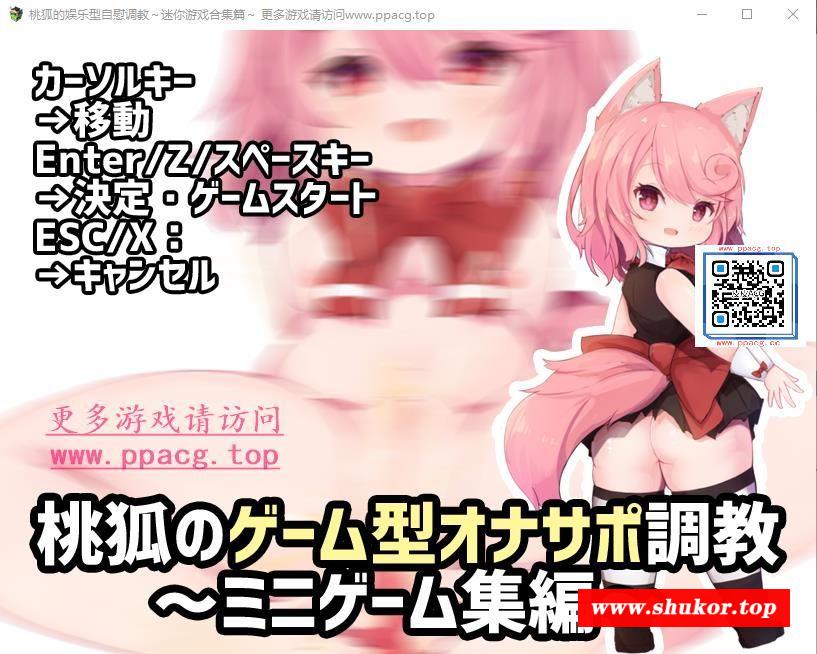 桃狐的娱乐型自慰调教～迷你游戏合集篇～ 更多游戏请访问www.ppacg.top
カーソルキー
→移動
Enter/Z/スペースキー
→決定・ゲームスタート
ESC/X：
→キャンセル
www.ppacg.top
www.ppacg.cc
更多游戏请访问
www.ppacg.top
桃狐のゲーム型オナサポ調教
～ミニゲーム集編
www.shukor.top